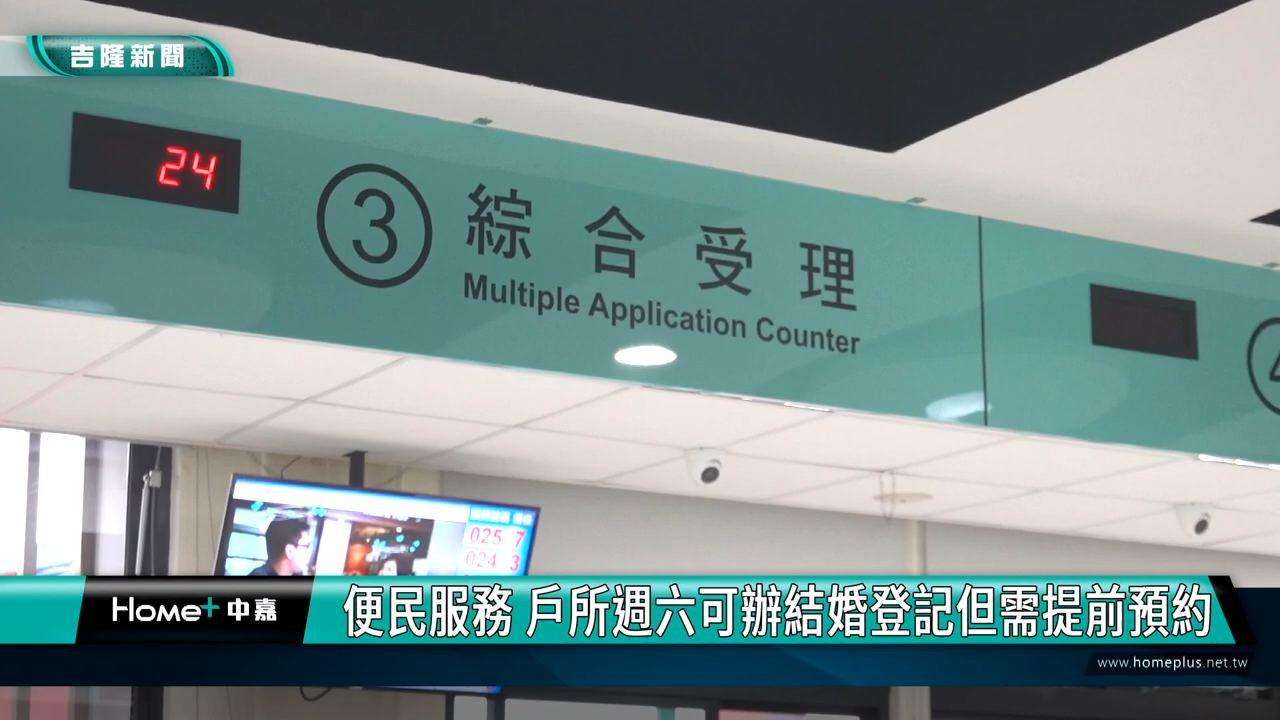 吉隆新聞
24
3 綜合受理
Multiple Application Counter
4
025 7
024 3
Home+ 中嘉
便民服務 戶所週六可辦結婚登記但需提前預約
www.homeplus.net.tw